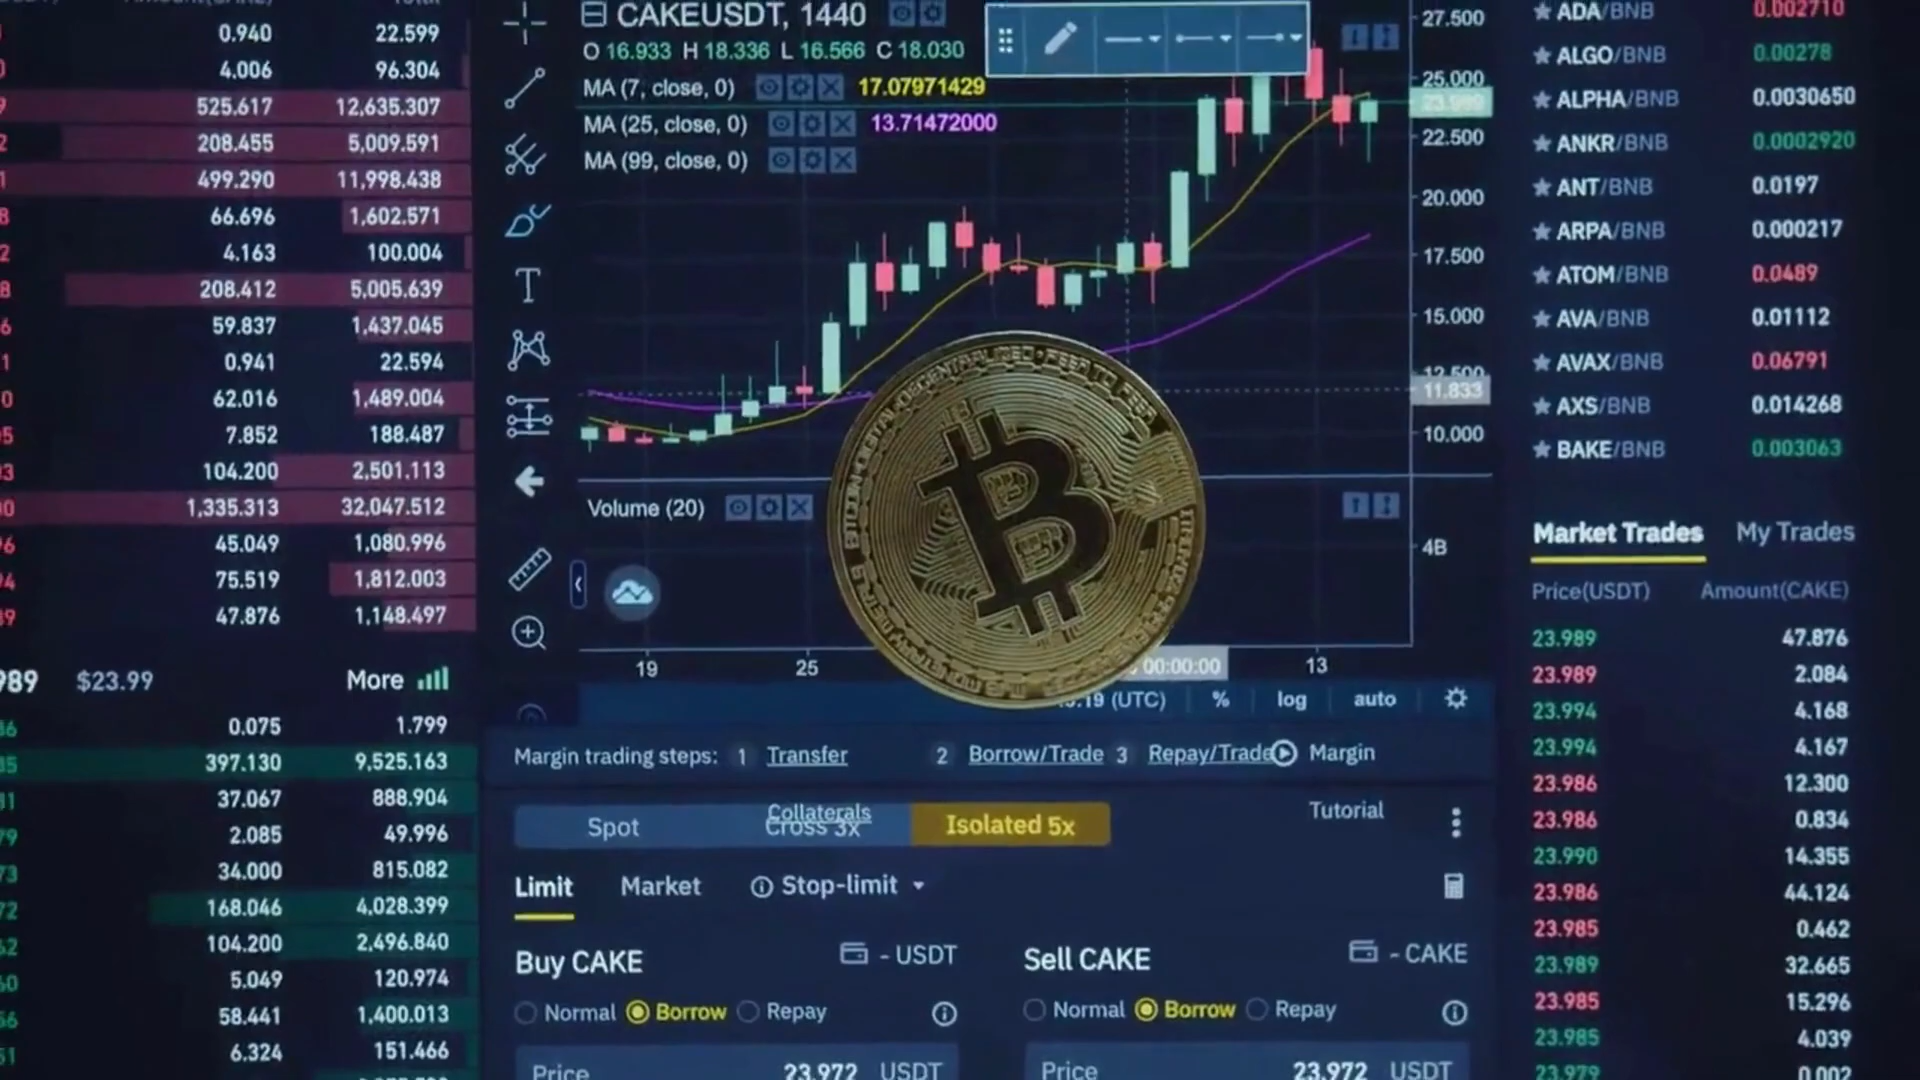 0.940 22.599
4.006 96.304
525.617 12,635.307
208.455 5,009.591
499.290 11,998.438
66.696 1,602.571
4.163 100.004
208.412 5,005.639
59.837 1,437.045
0.941 22.594
62.016 1,489.004
7.852 188.487
104.200 2,501.113
1,335.313 32,047.512
45.049 1,080.996
75.519 1,812.003
47.876 1,148.497
989 $23.99 More
0.075 1.799
397.130 9,525.163
37.067 888.904
2.085 49.996
34.000 815.082
168.046 4,028.399
104.200 2,496.840
5.049 120.974
58.441 1,400.013
6.324 151.466
CAKEUSDT, 1440
O 16.933 H 18.336 L 16.566 C 18.030
MA (7, close, 0) 17.07971429
MA (25, close, 0) 13.71472000
MA (99, close, 0)
27.500
25.000
23.989
22.500
20.000
17.500
15.000
12.500
11.833
10.000
Volume (20)
4B
19 25 00:00:00 13
(UTC) % log auto
Margin trading steps: 1 Transfer 2 Borrow/Trade 3 Repay/Trade Margin
Collaterals Tutorial
Spot Cross 3x Isolated 5x
Limit Market Stop-limit
Buy CAKE - USDT
Normal Borrow Repay
Price 23.972 USDT
Sell CAKE - CAKE
Normal Borrow Repay
Price 23.972 USDT
ADA/BNB 0.002710
ALGO/BNB 0.00278
ALPHA/BNB 0.0030650
ANKR/BNB 0.0002920
ANT/BNB 0.0197
ARPA/BNB 0.000217
ATOM/BNB 0.0489
AVA/BNB 0.01112
AVAX/BNB 0.06791
AXS/BNB 0.014268
BAKE/BNB 0.003063
Market Trades My Trades
Price(USDT) Amount(CAKE)
23.989 47.876
23.989 2.084
23.994 4.168
23.994 4.167
23.986 12.300
23.986 0.834
23.990 14.355
23.986 44.124
23.985 0.462
23.989 32.665
23.985 15.296
23.985 4.039
23.979 0.002